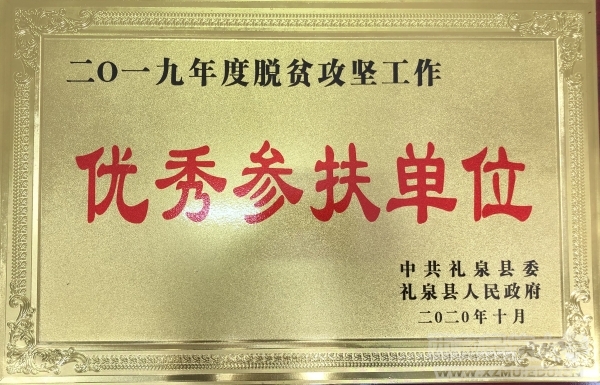 二〇一九年度脱贫攻坚工作
优秀参扶单位
中共礼泉县委
礼泉县人民政府
二〇二〇年十月